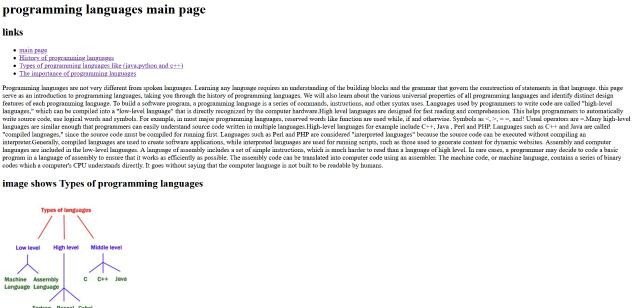 programming languages main page
links
main page
History of programming languages
Types of programming languages like (java,python and c++)
The importance of programming languages
Programming languages are not very different from spoken languages. Learning any language requires an understanding of the building blocks and the grammar that govern the construction of statements in that language. this page
serve as an introduction to programming languages, taking you through the history of programming languages. We will also learn about the various universal properties of all programming languages and identify distinct design
features of each programming language. To build a software program, a programming language is a series of commands, instructions, and other syntax uses. Languages used by programmers to write code are called "high-level
languages," which can be compiled into a "low-level language" that is directly recognized by the computer hardware.High level languages are designed for fast reading and comprehension. This helps programmers to automatically
write source code, use logical words and symbols. For example, in most major programming languages, reserved words like function are used while, if and otherwise. Symbols as <, >, = =, and! Usual operators are =.Many high-level
languages are similar enough that programmers can easily understand source code written in multiple languages.High-level languages for example include C++, Java , Perl and PHP. Languages such as C++ and Java are called
"compiled languages," since the source code must be compiled for running first. Languages such as Perl and PHP are considered "interpreted languages" because the source code can be executed without compiling an
interpreter.Generally, compiled languages are used to create software applications, while interpreted languages are used for running scripts, such as those used to generate content for dynamic websites. Assembly and computer
languages are included in the low-level languages. A language of assembly includes a set of simple instructions, which is much harder to read than a language of high level. In rare cases, a programmer may decide to code a basic
program in a language of assembly to ensure that it works as efficiently as possible. The assembly code can be translated into computer code using an assembler. The machine code, or machine language, contains a series of binary
codes which a computer's CPU understands directly. It goes without saying that the computer language is not built to be readable by humans.
image shows Types of programming languages
Types of languages
Low level High level Middle level
Machine Assembly C C++ Java
Language Language